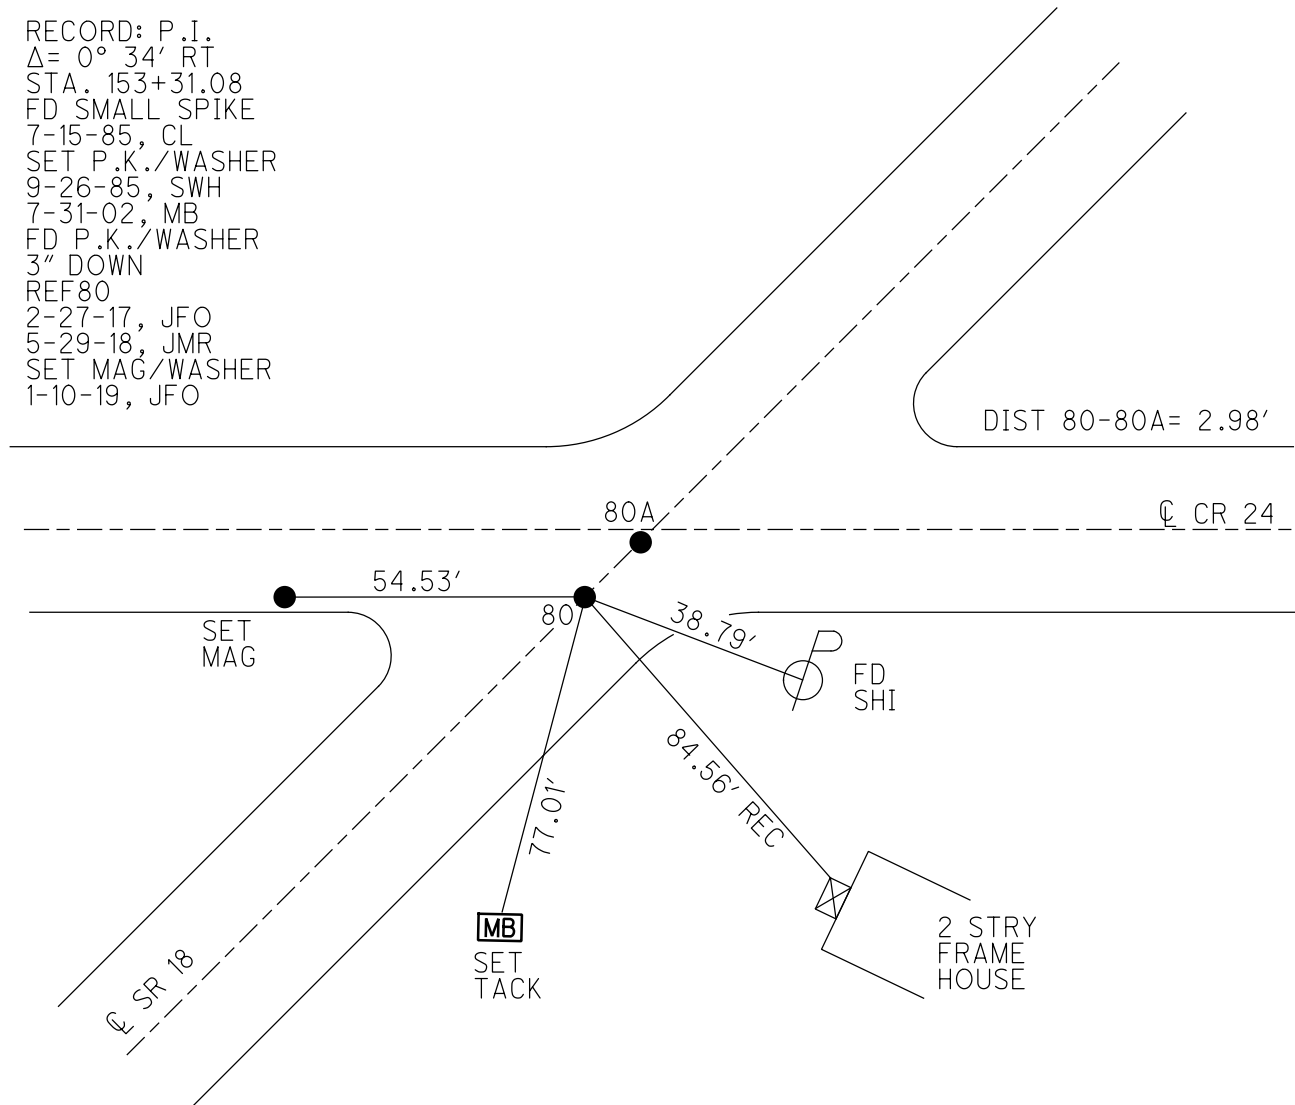 RECORD: P.I.
Δ= 0° 34' RT
STA. 153+31.08
FD SMALL SPIKE
7-15-85, CL
SET P.K./WASHER
9-26-85, SWH
7-31-02, MB
FD P.K./WASHER
3" DOWN
REF80
2-27-17, JFO
5-29-18, JMR
SET MAG/WASHER
1-10-19, JFO
DIST 80-80A= 2.98'
80A
℄ CR 24
54.53'
80
38.79'
SET
MAG
FD
SHI
84.56' REC
77.01'
MB
SET
TACK
2 STRY
FRAME
HOUSE
℄ SR 18